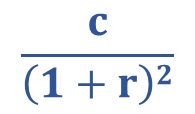 c
(1 + r)²